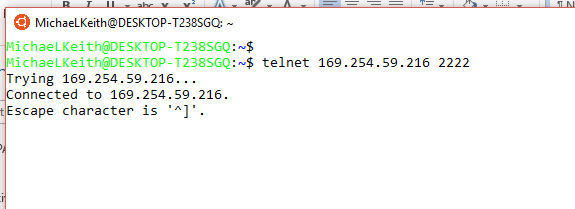 MichaeLKeith@DESKTOP-T238SGQ: ~
MichaeLKeith@DESKTOP-T238SGQ:~$
MichaeLKeith@DESKTOP-T238SGQ:~$ telnet 169.254.59.216 2222
Trying 169.254.59.216...
Connected to 169.254.59.216.
Escape character is '^]'.